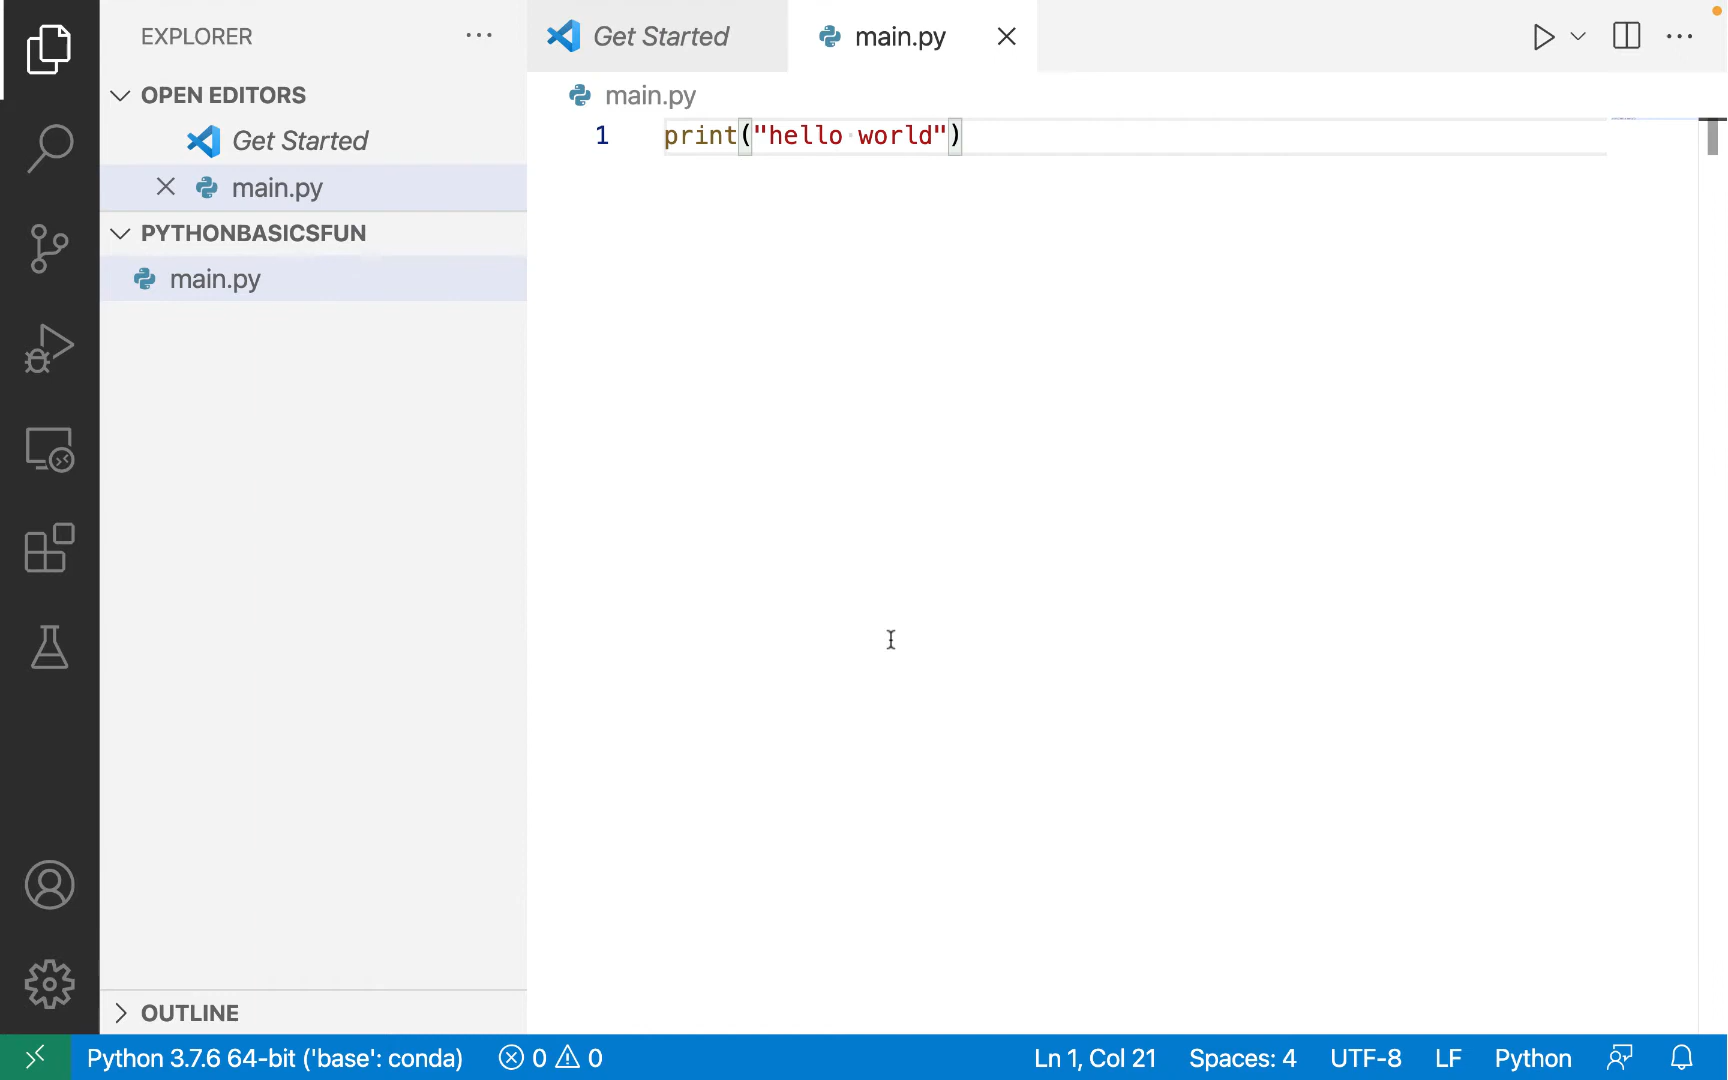 EXPLORER
OPEN EDITORS
Get Started
main.py
PYTHONBASICSFUN
main.py
OUTLINE
Get Started
main.py
main.py
1 print("hello world")
Python 3.7.6 64-bit ('base': conda) 0 0 Ln 1, Col 21 Spaces: 4 UTF-8 LF Python